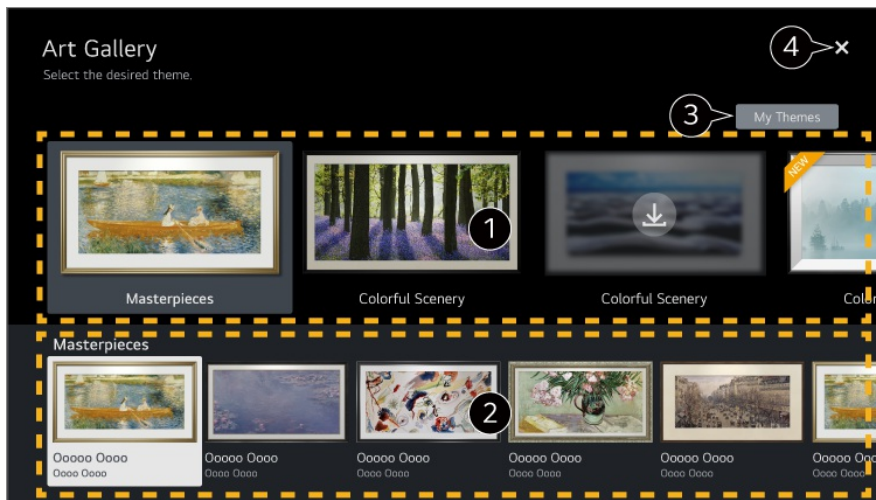 Art Gallery
4
Select the desired theme.
3
My Themes
NEW
1
Masterpieces
Colorful Scenery
Colorful Scenery
Masterpieces
2
Ooooo Oooo
Ooooo Oooo
Ooooo Oooo
Ooooo Oooo
Ooooo Oooo
Ooooo Oooo
Oooo Oooo
Oooo Oooo
Oooo Oooo
Oooo Oooo
Oooo Oooo
Oooo Oooo